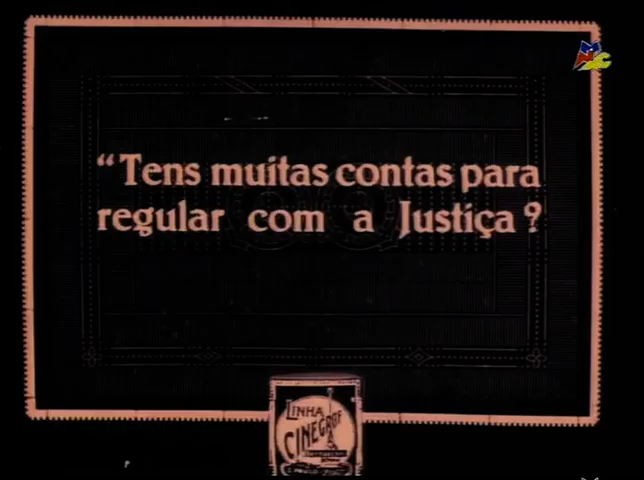 “Tens muitas contas para
regular com a Justiça?
LINHA
CINEGRAF